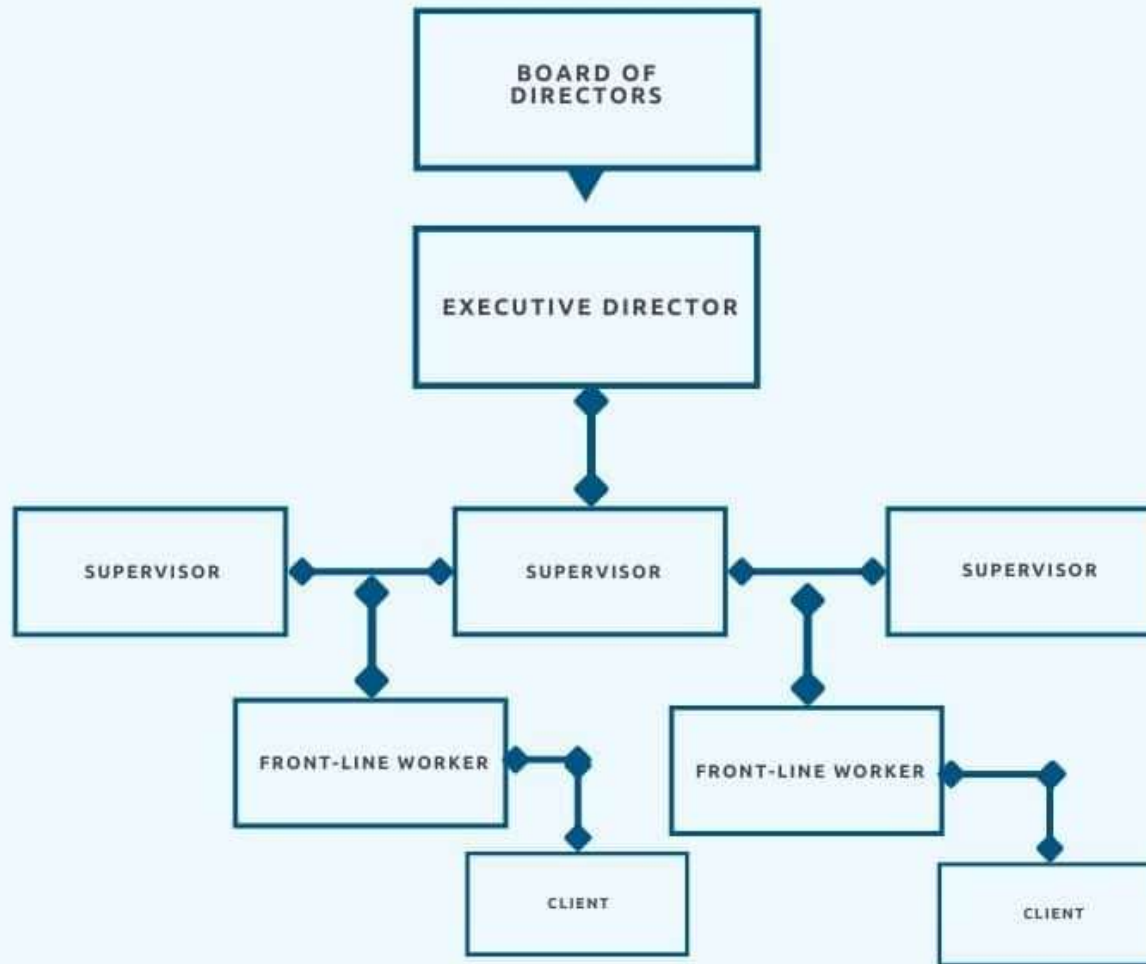 BOARD OF
DIRECTORS
EXECUTIVE DIRECTOR
SUPERVISOR
SUPERVISOR
SUPERVISOR
FRONT-LINE WORKER
FRONT-LINE WORKER
CLIENT
CLIENT